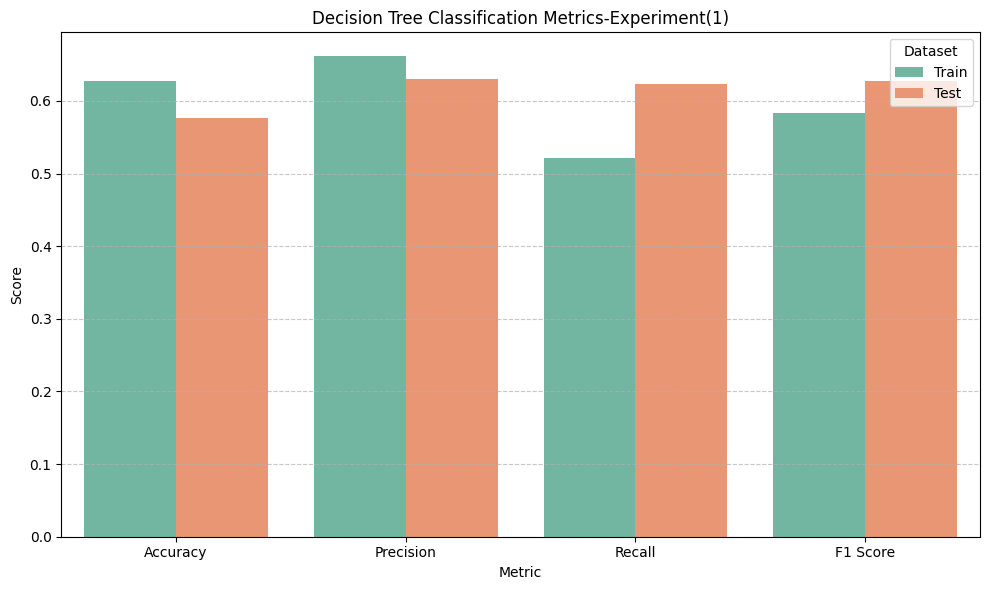 Decision Tree Classification Metrics-Experiment(1)
Dataset
Train
Test
Score
0.6
0.5
0.4
0.3
0.2
0.1
0.0
Accuracy
Precision
Recall
F1 Score
Metric